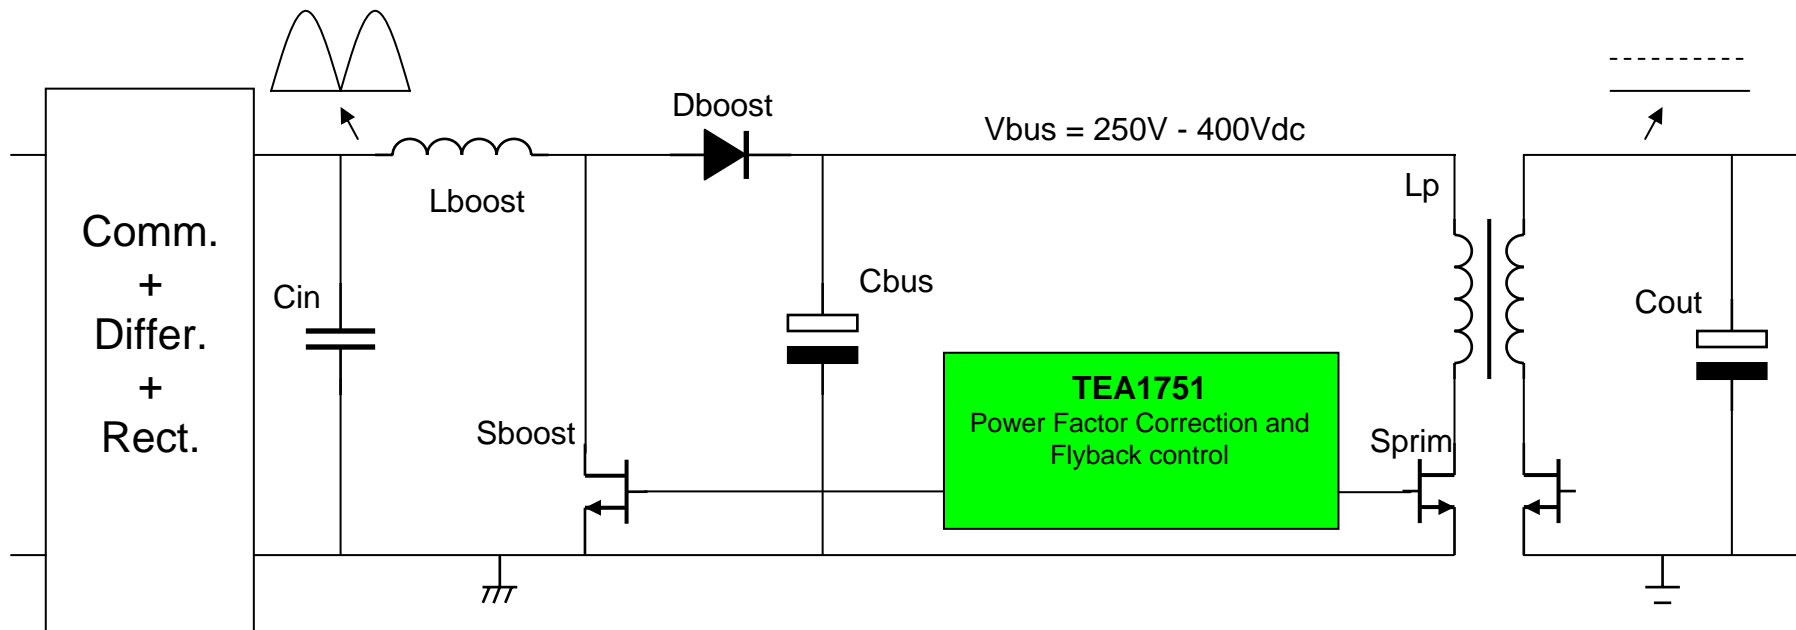 Dboost
Vbus = 250V - 400Vdc
Lboost
Lp
Comm.
+
Differ.
+
Rect.
Cin
Cbus
Cout
TEA1751
Power Factor Correction and
Flyback control
Sboost
Sprim